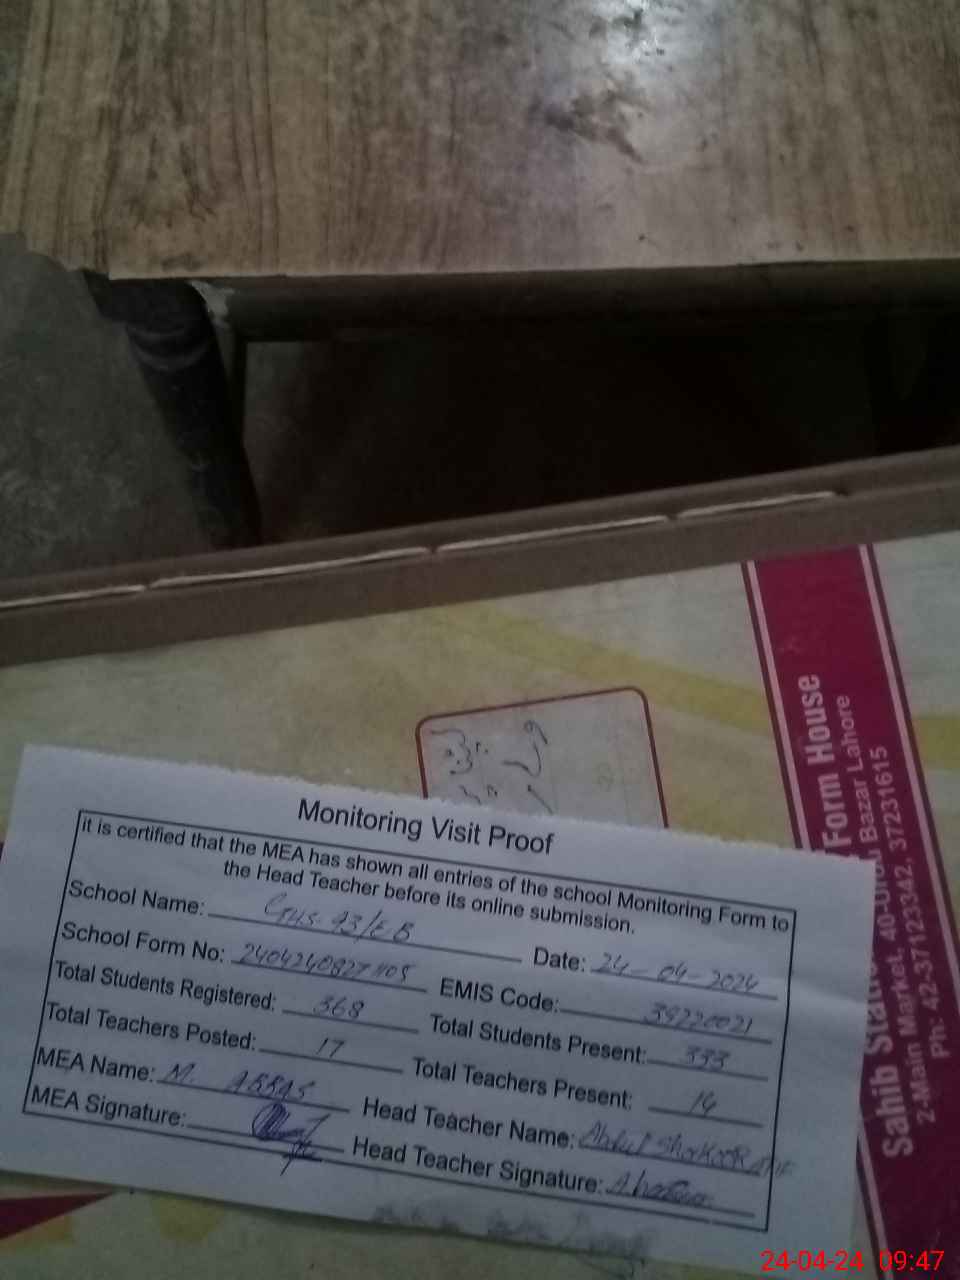 Monitoring Visit Proof
it is certified that the MEA has shown all entries of the school Monitoring Form to
the Head Teacher before its online submission.
School Name: GHS 93/EB Date: 24-04-2024
School Form No: EMIS Code: 39220021
Total Students Registered: 368 Total Students Present: 333
Total Teachers Posted: 17 Total Teachers Present: 14
MEA Name: M. ABBAS Head Teacher Name: Abdul
MEA Signature: Head Teacher Signature:
Form House
2-Main Market, 40-Urdu Bazar Lahore
Ph: 42-37123342, 37231615
Sahib
24-04-24 09:47